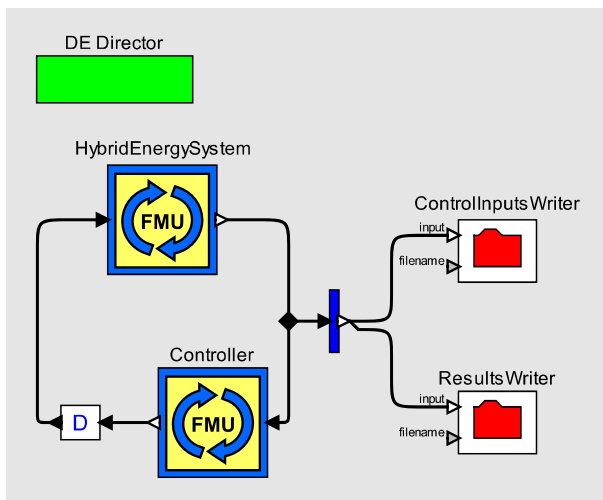 DE Director
HybridEnergySystem
FMU
ControlInputsWriter
input
filename
Controller
FMU
D
ResultsWriter
input
filename